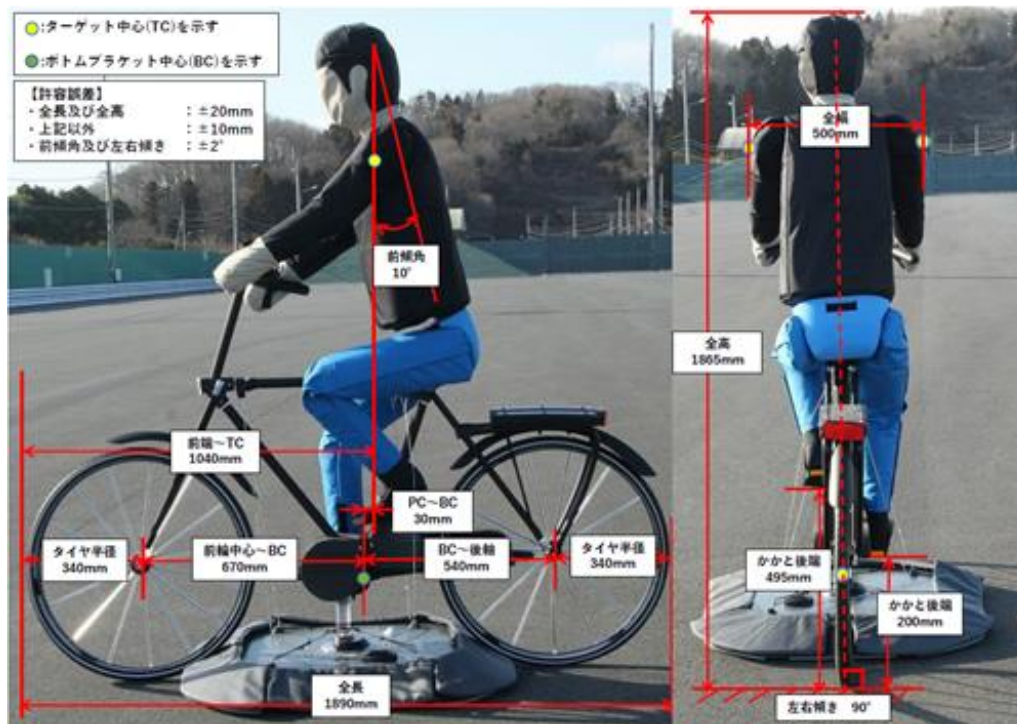 :ターゲット中心(TC)を示す
:ボトムブラケット中心(BC)を示す
【許容誤差】
・全長及び全高 : ±20mm
・上記以外 : ±10mm
・前傾角及び左右傾き : ±2°
前傾角
10°
前端~TC
1040mm
PC~BC
30mm
タイヤ半径
340mm
前輪中心~BC
670mm
BC~後軸
540mm
タイヤ半径
340mm
全長
1890mm
全幅
500mm
全高
1865mm
かかと後端
495mm
かかと後端
200mm
左右傾き 90°